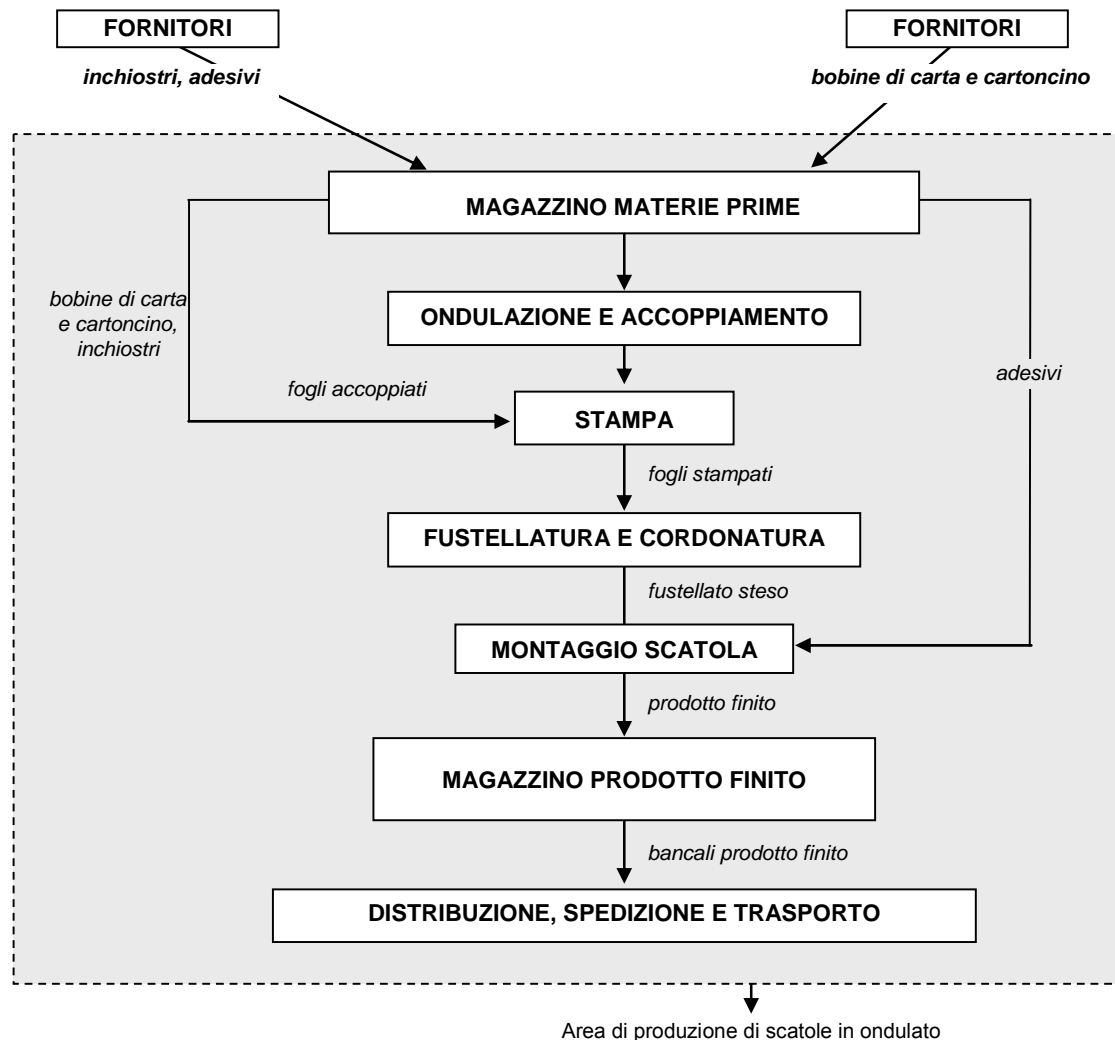 FORNITORI
FORNITORI
inchiostri, adesivi
bobine di carta e cartoncino
MAGAZZINO MATERIE PRIME
bobine di carta
e cartoncino,
inchiostri
ONDULAZIONE E ACCOPPIAMENTO
adesivi
fogli accoppiati
STAMPA
fogli stampati
FUSTELLATURA E CORDONATURA
fustellato steso
MONTAGGIO SCATOLA
prodotto finito
MAGAZZINO PRODOTTO FINITO
bancali prodotto finito
DISTRIBUZIONE, SPEDIZIONE E TRASPORTO
Area di produzione di scatole in ondulato